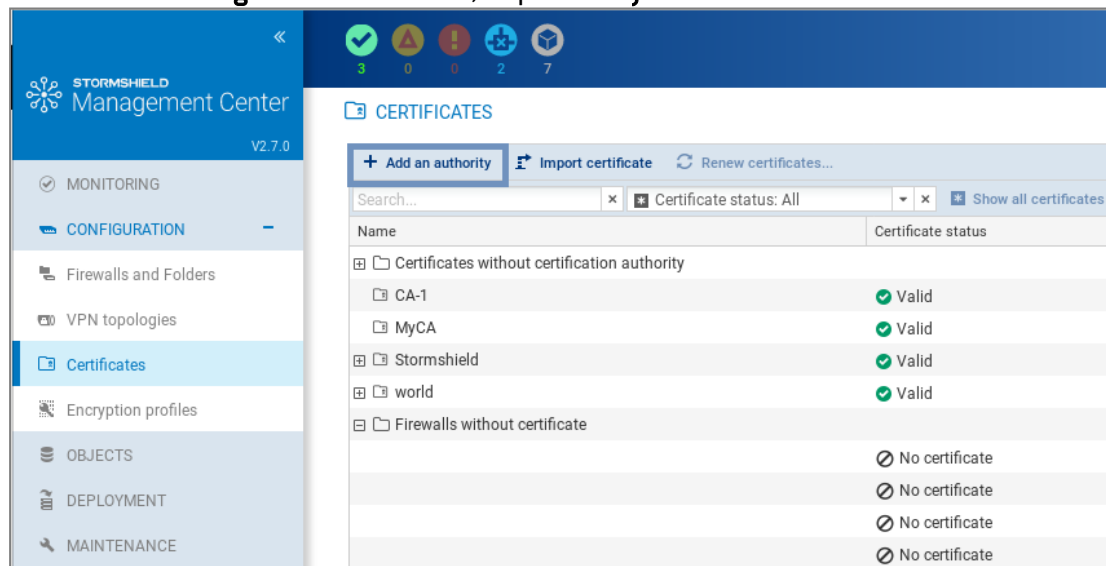 «
3 0 0 2 7
STORMSHIELD
Management Center
V2.7.0
CERTIFICATES
+ Add an authority Import certificate Renew certificates...
Search... × Certificate status: All × Show all certificates
Name Certificate status
Certificates without certification authority
CA-1 Valid
MyCA Valid
Stormshield Valid
world Valid
Firewalls without certificate
No certificate
No certificate
No certificate
No certificate
MONITORING
CONFIGURATION −
Firewalls and Folders
VPN topologies
Certificates
Encryption profiles
OBJECTS
DEPLOYMENT
MAINTENANCE